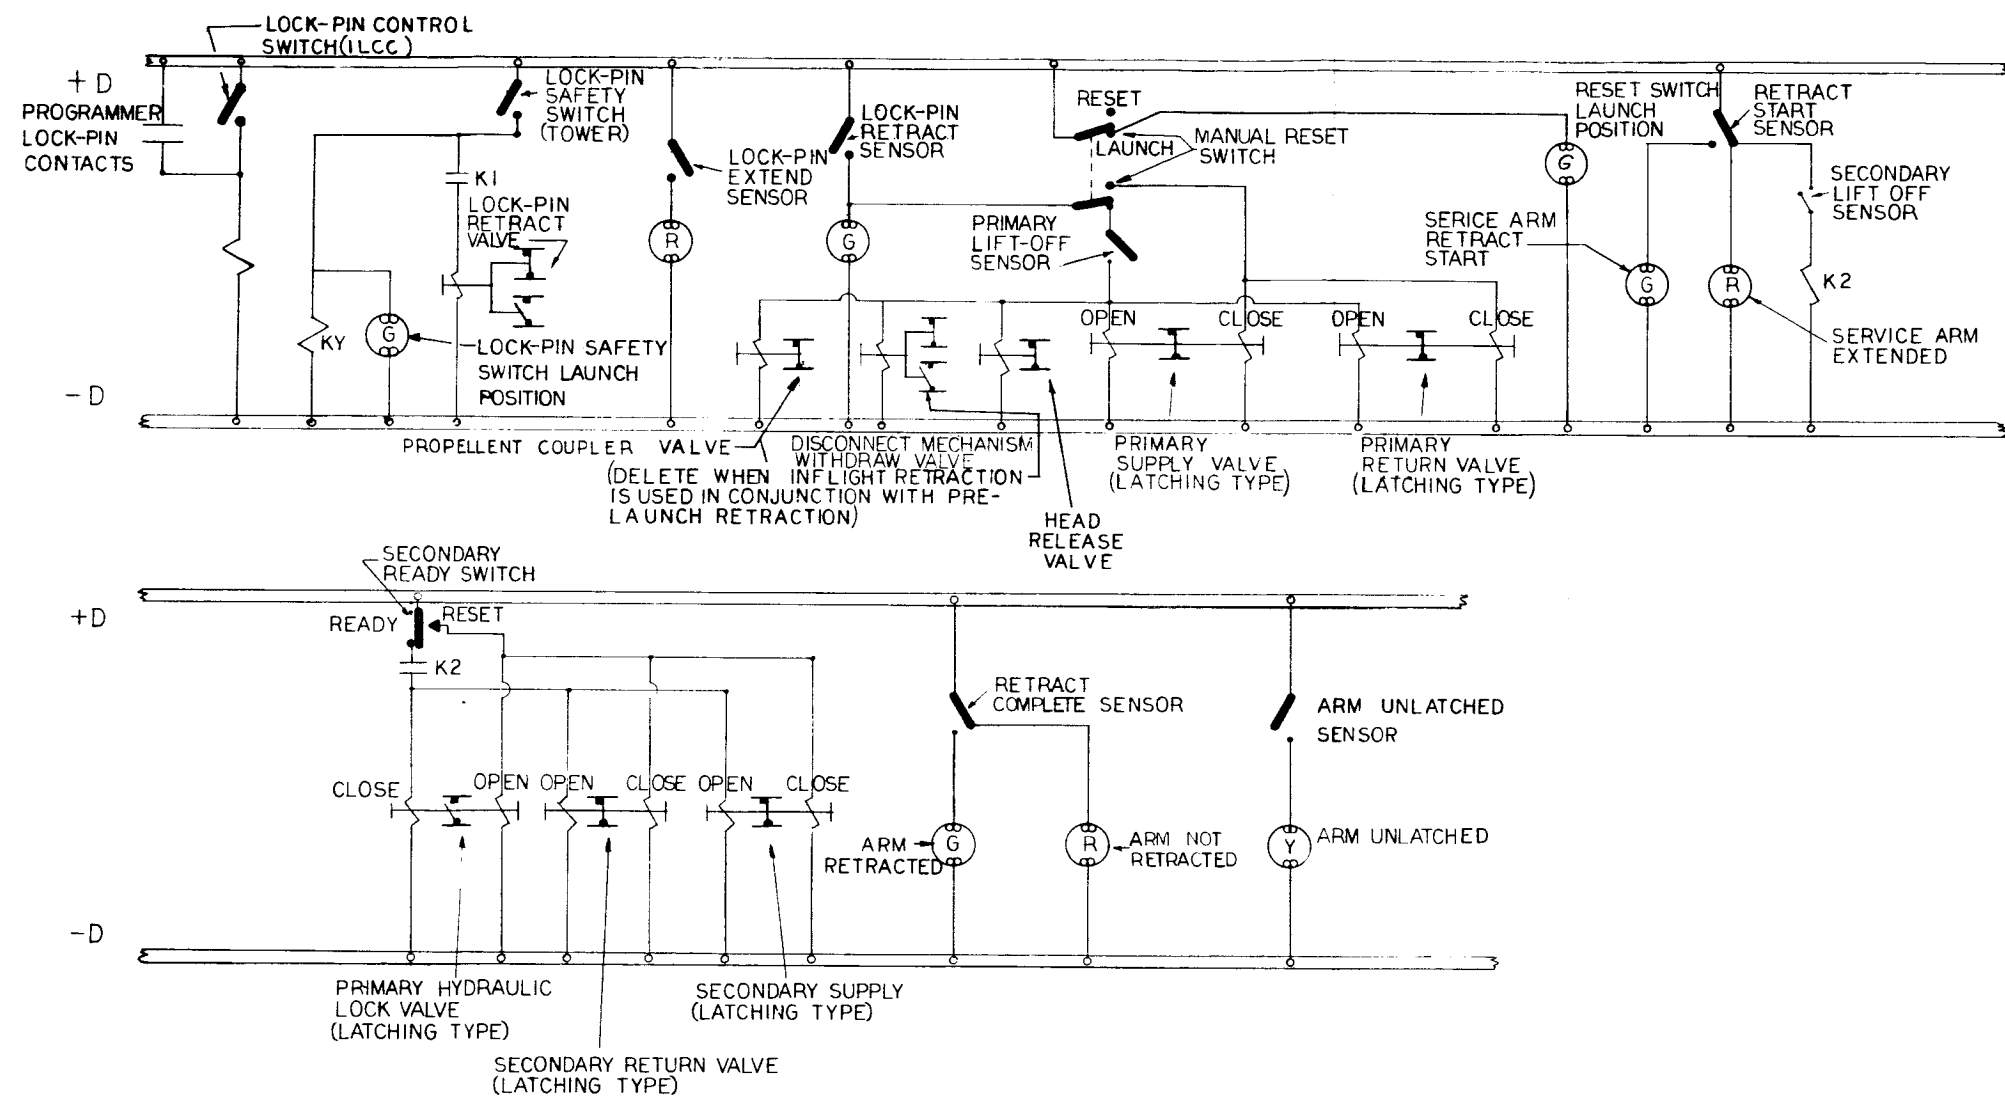 LOCK-PIN CONTROL
SWITCH(ILCC)
+D
PROGRAMMER
LOCK-PIN
CONTACTS
LOCK-PIN
SAFETY
SWITCH
(TOWER)
K1
LOCK-PIN
RETRACT
VALVE
LOCK-PIN
EXTEND
SENSOR
LOCK-PIN
RETRACT
SENSOR
RESET
LAUNCH
MANUAL RESET
SWITCH
PRIMARY
LIFT-OFF
SENSOR
RESET SWITCH
LAUNCH
POSITION
RETRACT
START
SENSOR
SECONDARY
LIFT OFF
SENSOR
SERICE ARM
RETRACT
START
K2
SERVICE ARM
EXTENDED
R
G
G
G
R
KY
G
LOCK-PIN SAFETY
SWITCH LAUNCH
POSITION
OPEN
CLOSE
OPEN
CLOSE
-D
PROPELLENT COUPLER VALVE
(DELETE WHEN INFLIGHT RETRACTION
IS USED IN CONJUNCTION WITH PRE-
LAUNCH RETRACTION)
DISCONNECT MECHANISM
WITHDRAW VALVE
HEAD
RELEASE
VALVE
PRIMARY
SUPPLY VALVE
(LATCHING TYPE)
PRIMARY
RETURN VALVE
(LATCHING TYPE)
SECONDARY
READY SWITCH
+D
READY
RESET
K2
RETRACT
COMPLETE SENSOR
ARM UNLATCHED
SENSOR
CLOSE
OPEN
OPEN
CLOSE
OPEN
CLOSE
ARM
RETRACTED
G
R
ARM NOT
RETRACTED
Y
ARM UNLATCHED
-D
PRIMARY HYDRAULIC
LOCK VALVE
(LATCHING TYPE)
SECONDARY RETURN VALVE
(LATCHING TYPE)
SECONDARY SUPPLY
(LATCHING TYPE)